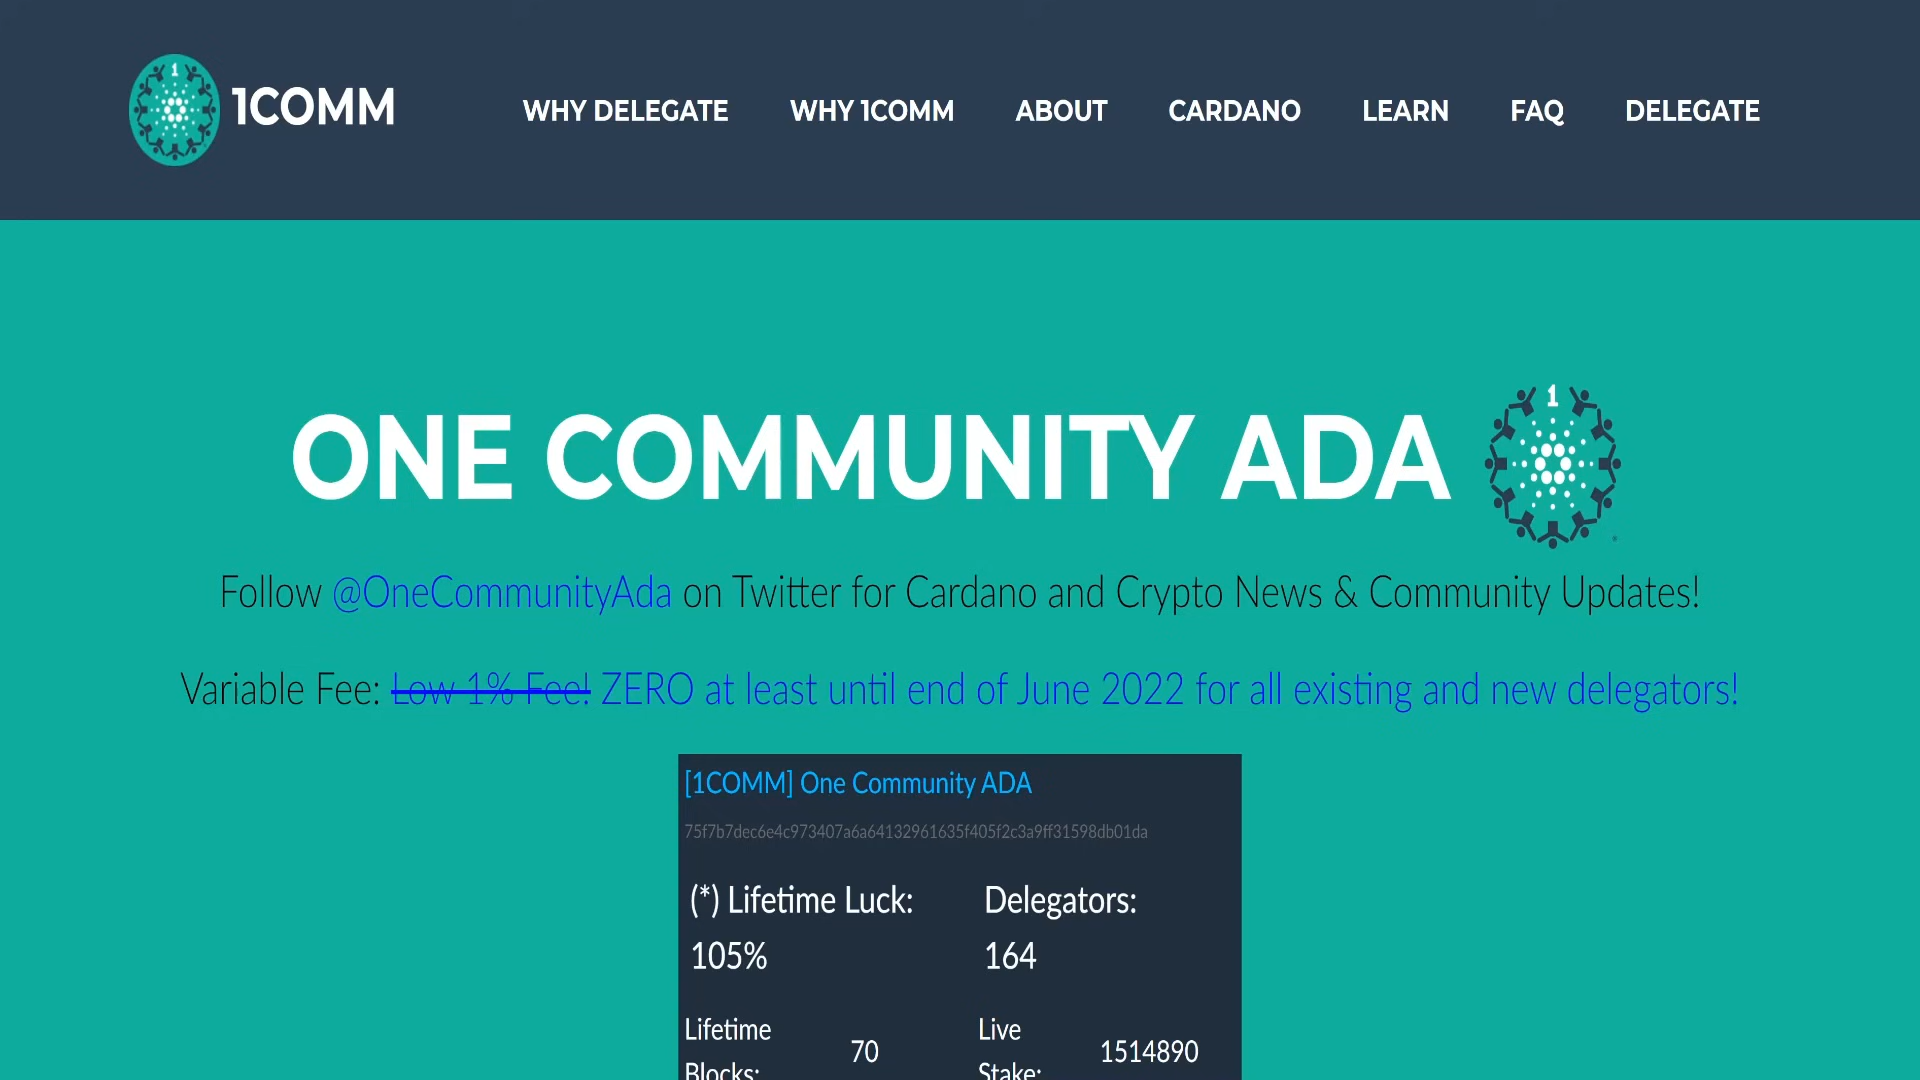 1COMM
WHY DELEGATE
WHY 1COMM
ABOUT
CARDANO
LEARN
FAQ
DELEGATE
ONE COMMUNITY ADA
Follow @OneCommunityAda on Twitter for Cardano and Crypto News & Community Updates!
Variable Fee: Low 1% Fee! ZERO at least until end of June 2022 for all existing and new delegators!
[1COMM] One Community ADA
75f7b7dec6e4c973407a6a64132961635f405f2c3a9ff31598db01da
(*) Lifetime Luck:
105%
Delegators:
164
Lifetime
Blocks:
70
Live
Stake:
1514890